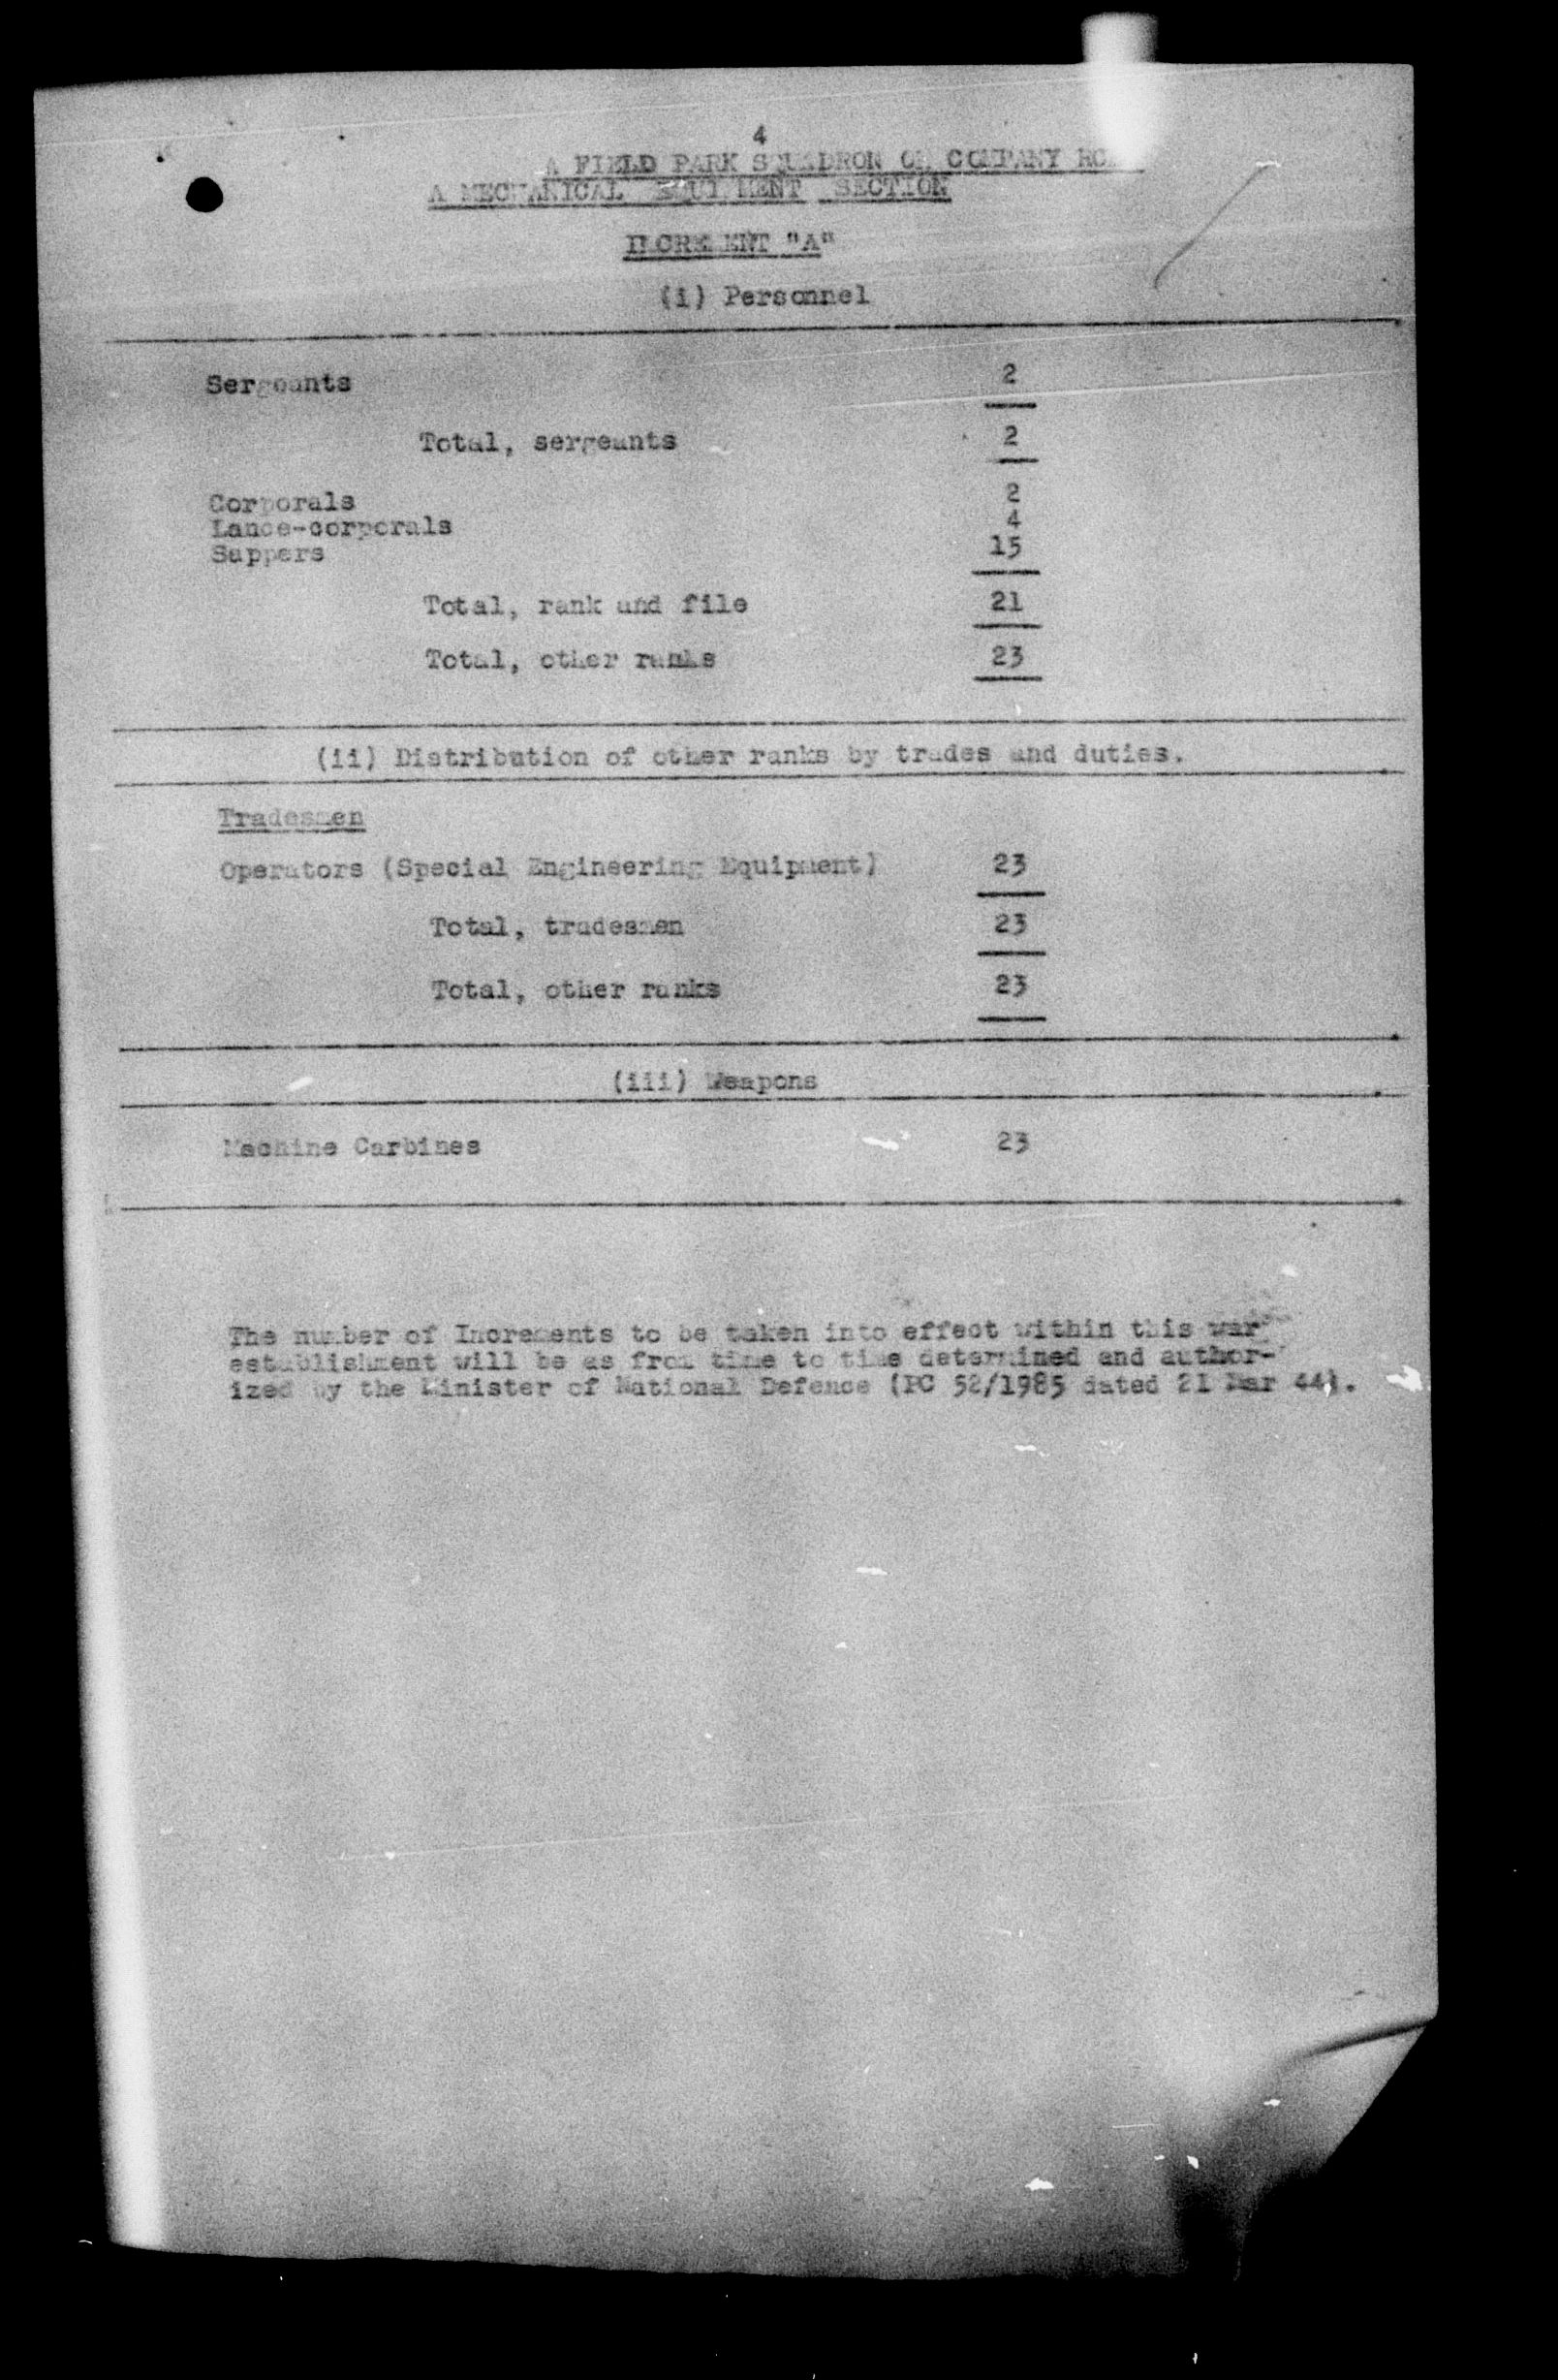 4
A FIELD PARK SQUADRON OR COMPANY
A MECHANICAL EQUIPMENT SECTION
INCREMENT "A"
(i) Personnel
Sergeants 2
Total, sergeants 2
Corporals 2
Lance-corporals 4
Sappers 15
Total, rank and file 21
Total, other ranks 23
(ii) Distribution of other ranks by trades and duties.
Tradesmen
Operators (Special Engineering Equipment) 23
Total, tradesmen 23
Total, other ranks 23
(iii) Weapons
Machine Carbines 23
The number of Increments to be taken into effect within this war
establishment will be as from time to time determined and author-
ized by the Minister of National Defence (PC 52/1985 dated 21 Mar 44).